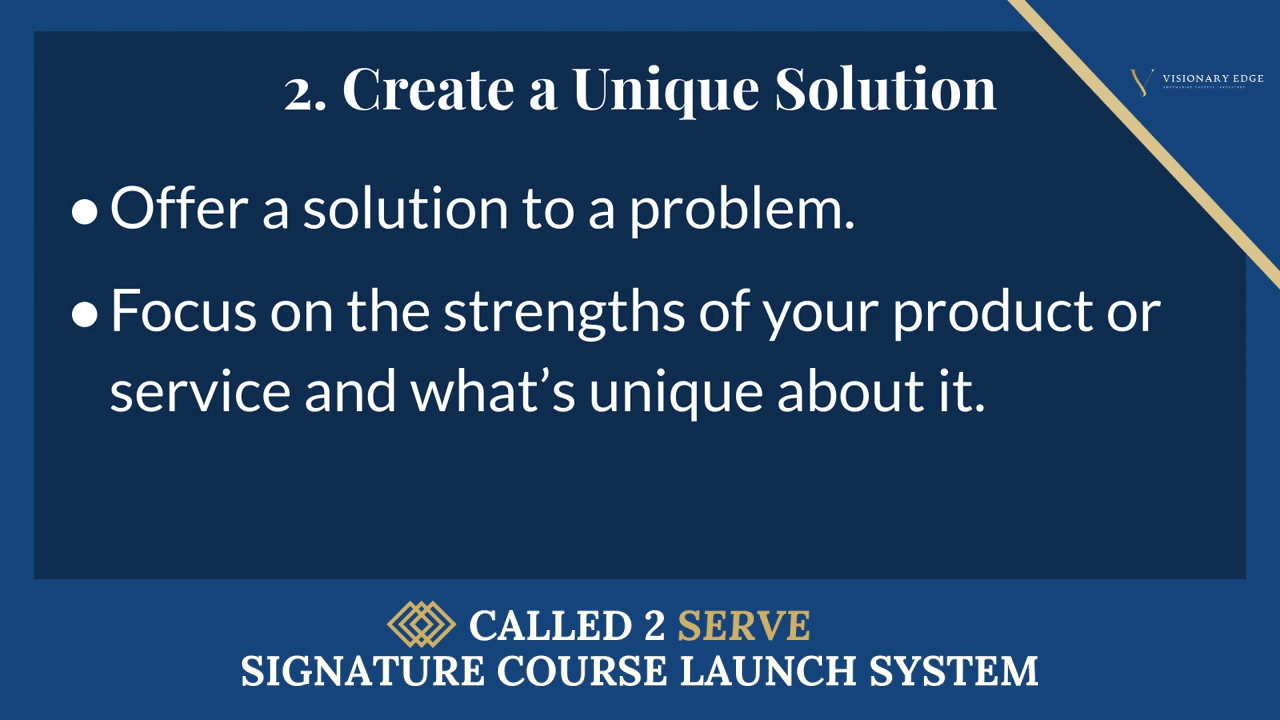 2. Create a Unique Solution
VISIONARY EDGE
● Offer a solution to a problem.
● Focus on the strengths of your product or
service and what’s unique about it.
CALLED 2 SERVE
SIGNATURE COURSE LAUNCH SYSTEM